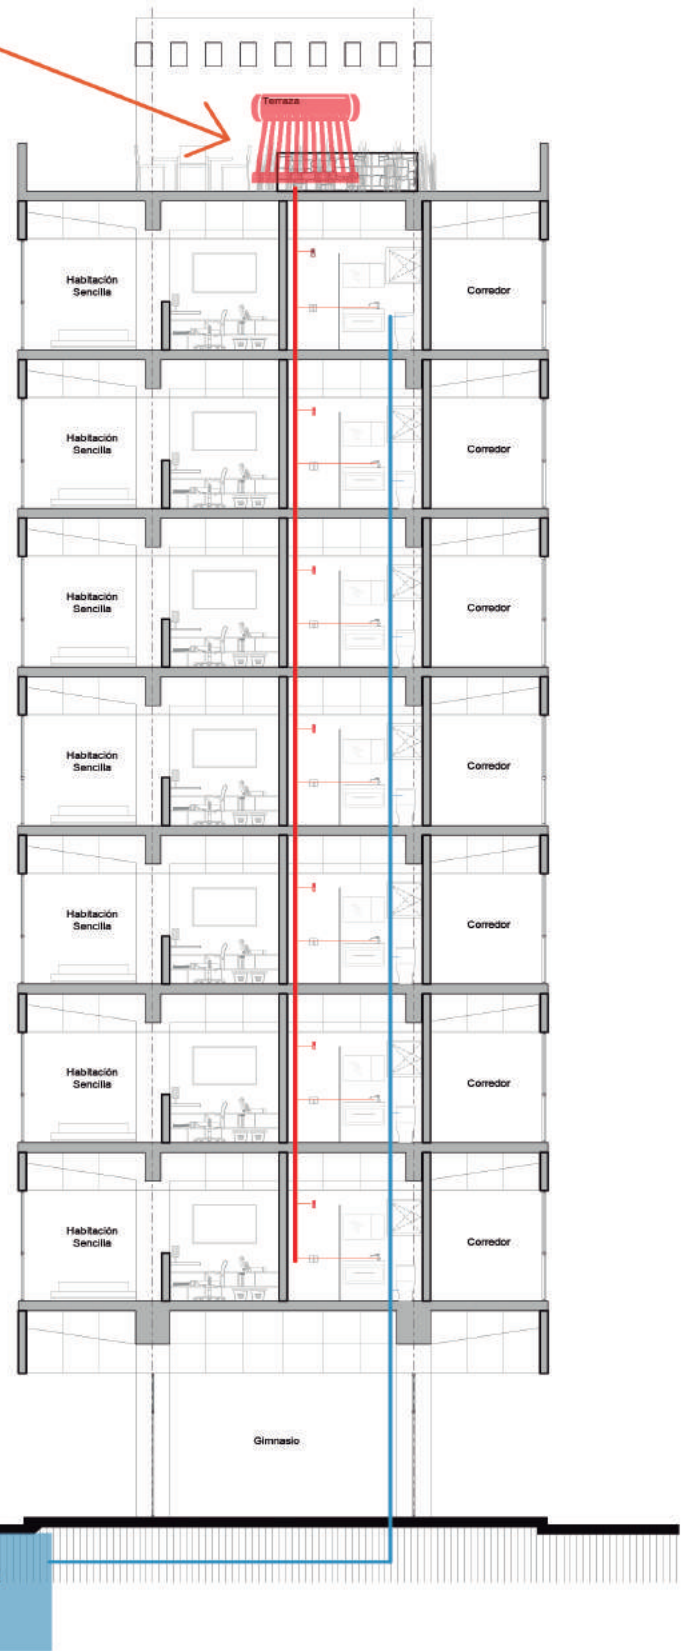 Terraza
Habitación
Sencilla
Corredor
Habitación
Sencilla
Corredor
Habitación
Sencilla
Corredor
Habitación
Sencilla
Corredor
Habitación
Sencilla
Corredor
Habitación
Sencilla
Corredor
Habitación
Sencilla
Corredor
Gimnasio